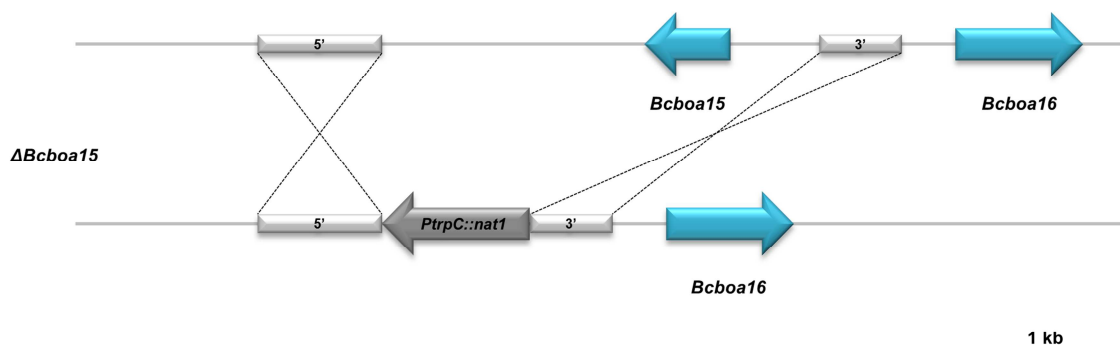 5’ 3’
Bcboa15 Bcboa16
ΔBcboa15
5’ PtrpC::nat1 3’
Bcboa16
1 kb